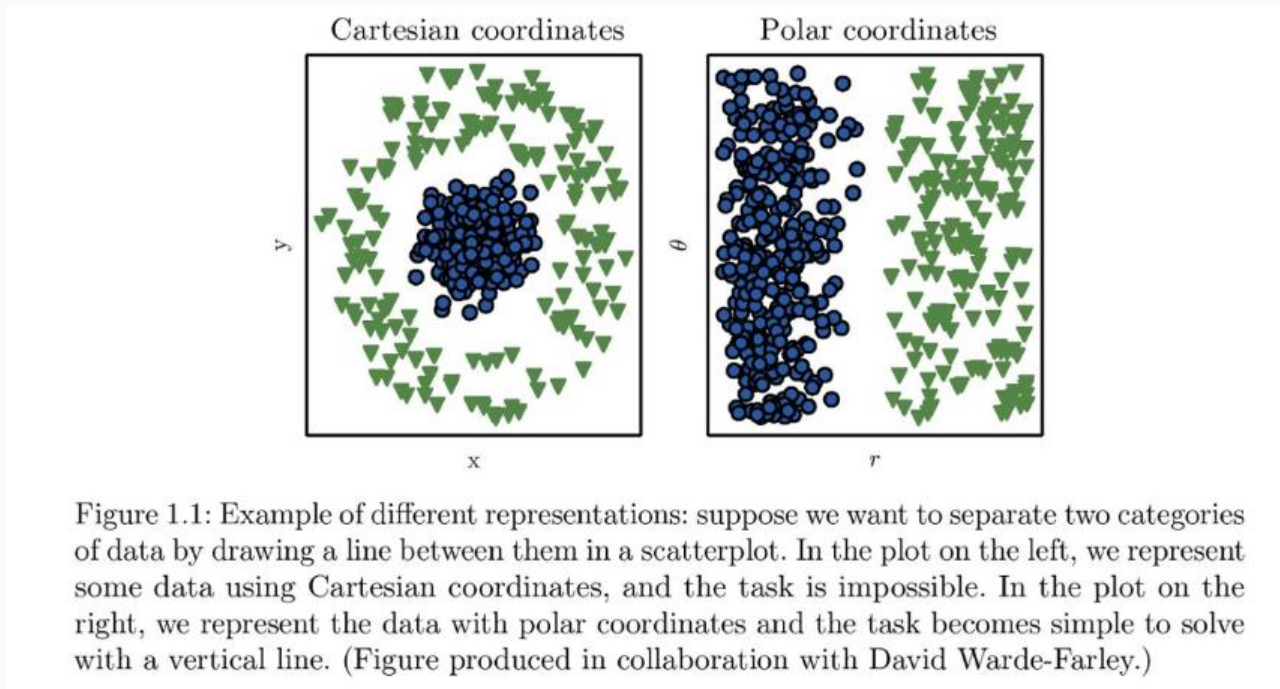 Cartesian coordinates
Polar coordinates
y
θ
x
r
Figure 1.1: Example of different representations: suppose we want to separate two categories
of data by drawing a line between them in a scatterplot. In the plot on the left, we represent
some data using Cartesian coordinates, and the task is impossible. In the plot on the
right, we represent the data with polar coordinates and the task becomes simple to solve
with a vertical line. (Figure produced in collaboration with David Warde-Farley.)